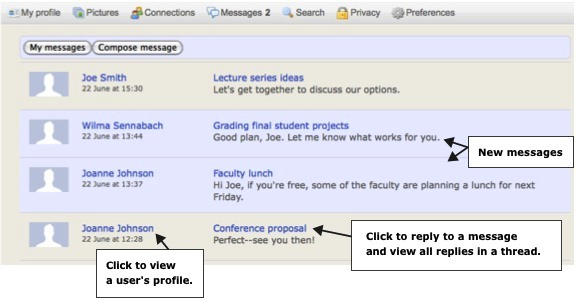 My profile Pictures Connections Messages 2 Search Privacy Preferences
My messages Compose message
Joe Smith
22 June at 15:30
Lecture series ideas
Let's get together to discuss our options.
Wilma Sennabach
22 June at 13:44
Grading final student projects
Good plan, Joe. Let me know what works for you.
New messages
Joanne Johnson
22 June at 13:37
Faculty lunch
Hi Joe, if you're free, some of the faculty are planning a lunch for next
Friday.
Joanne Johnson
22 June at 12:28
Conference proposal
Perfect--see you then!
Click to reply to a message
and view all replies in a thread.
Click to view
a user's profile.